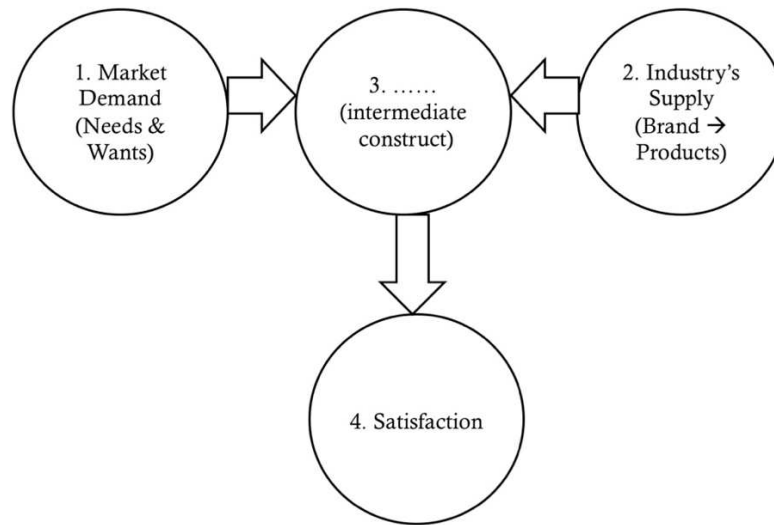 1. Market
Demand
(Needs &
Wants)
3. ……
(intermediate
construct)
2. Industry’s
Supply
(Brand →
Products)
4. Satisfaction